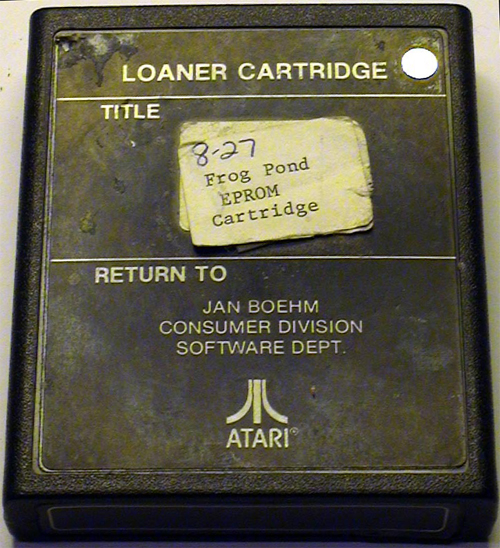 LOANER CARTRIDGE
TITLE
8-27
Frog Pond
EPROM
Cartridge
RETURN TO
JAN BOEHM
CONSUMER DIVISION
SOFTWARE DEPT.
ATARI®